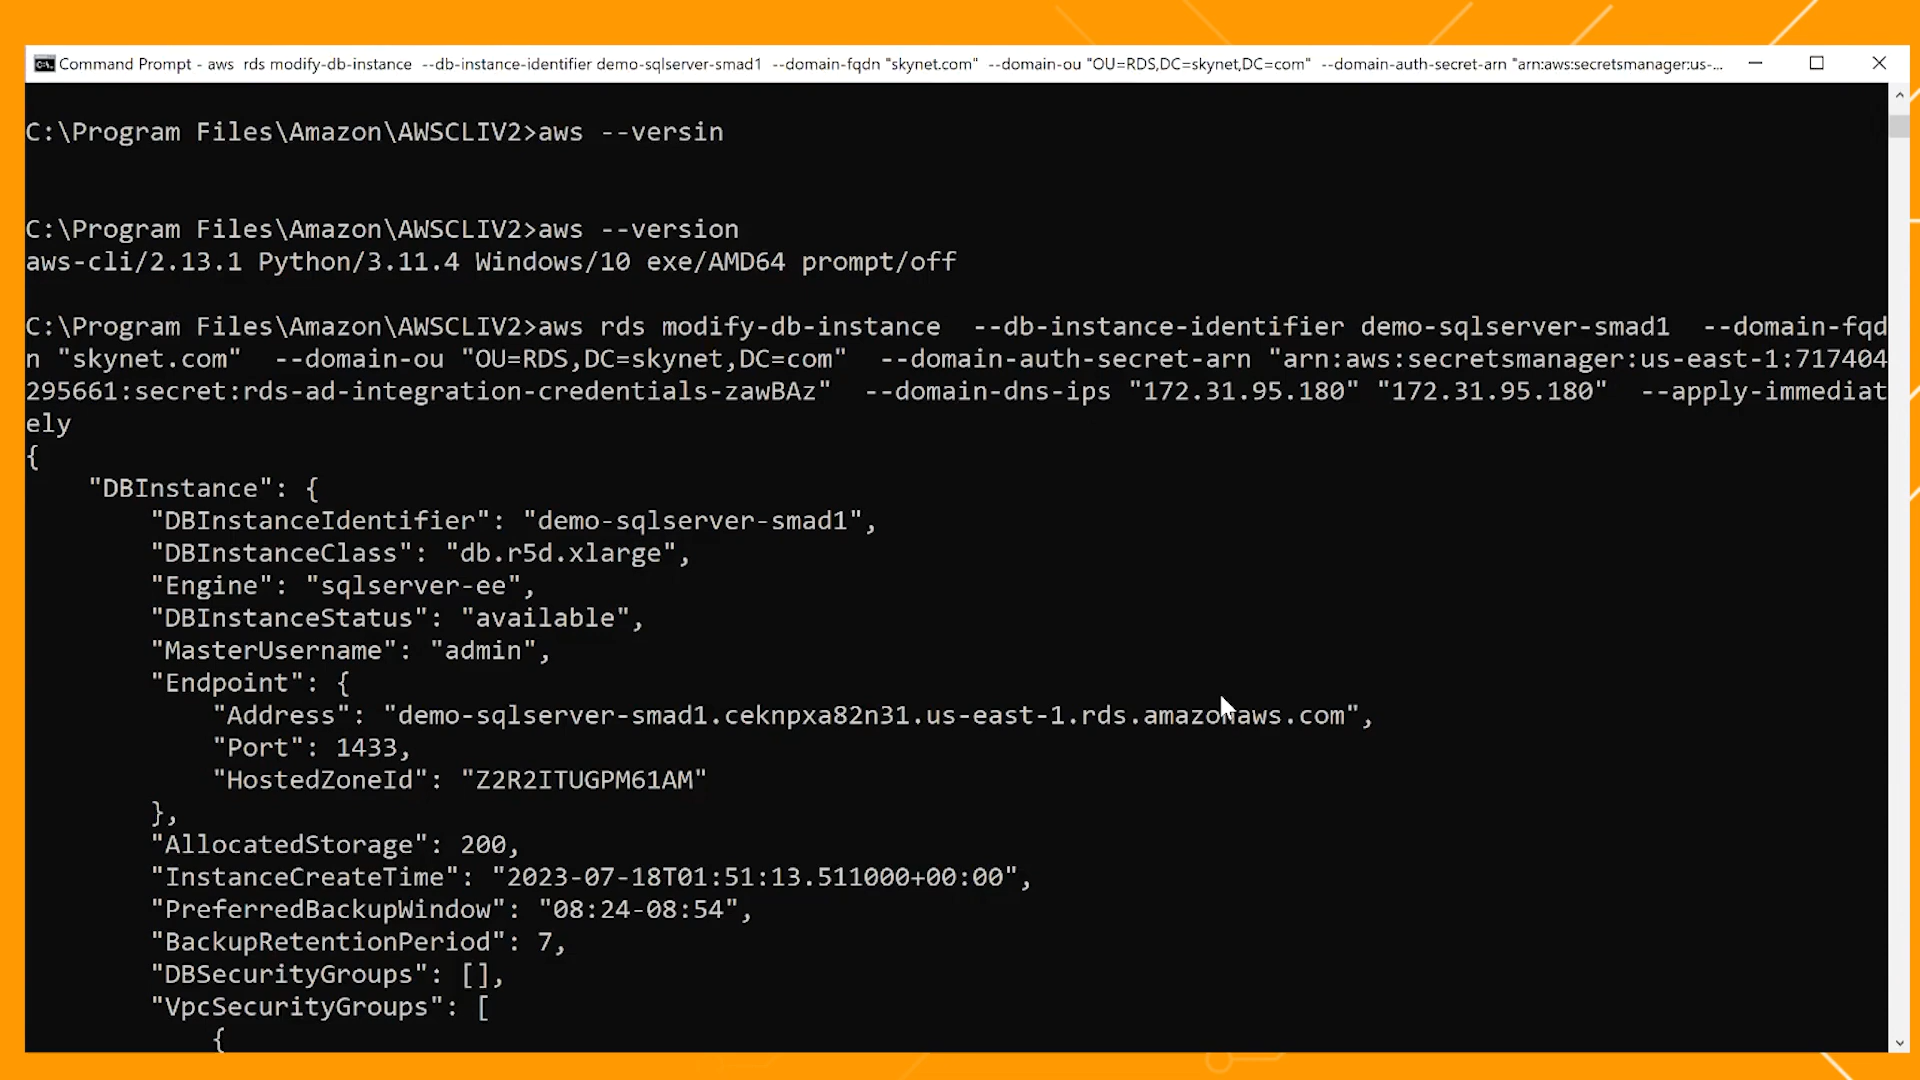 Command Prompt - aws  rds modify-db-instance  --db-instance-identifier demo-sqlserver-smad1  --domain-fqdn "skynet.com"  --domain-ou "OU=RDS,DC=skynet,DC=com"  --domain-auth-secret-arn "arn:aws:secretsmanager:us-...
C:\Program Files\Amazon\AWSCLIV2>aws --versin
C:\Program Files\Amazon\AWSCLIV2>aws --version
aws-cli/2.13.1 Python/3.11.4 Windows/10 exe/AMD64 prompt/off
C:\Program Files\Amazon\AWSCLIV2>aws rds modify-db-instance  --db-instance-identifier demo-sqlserver-smad1  --domain-fqd
n "skynet.com"  --domain-ou "OU=RDS,DC=skynet,DC=com"  --domain-auth-secret-arn "arn:aws:secretsmanager:us-east-1:717404
295661:secret:rds-ad-integration-credentials-zawBAz"  --domain-dns-ips "172.31.95.180" "172.31.95.180"  --apply-immediat
ely
{
    "DBInstance": {
        "DBInstanceIdentifier": "demo-sqlserver-smad1",
        "DBInstanceClass": "db.r5d.xlarge",
        "Engine": "sqlserver-ee",
        "DBInstanceStatus": "available",
        "MasterUsername": "admin",
        "Endpoint": {
            "Address": "demo-sqlserver-smad1.ceknpxa82n31.us-east-1.rds.amazonaws.com",
            "Port": 1433,
            "HostedZoneId": "Z2R2ITUGPM61AM"
        },
        "AllocatedStorage": 200,
        "InstanceCreateTime": "2023-07-18T01:51:13.511000+00:00",
        "PreferredBackupWindow": "08:24-08:54",
        "BackupRetentionPeriod": 7,
        "DBSecurityGroups": [],
        "VpcSecurityGroups": [
            {